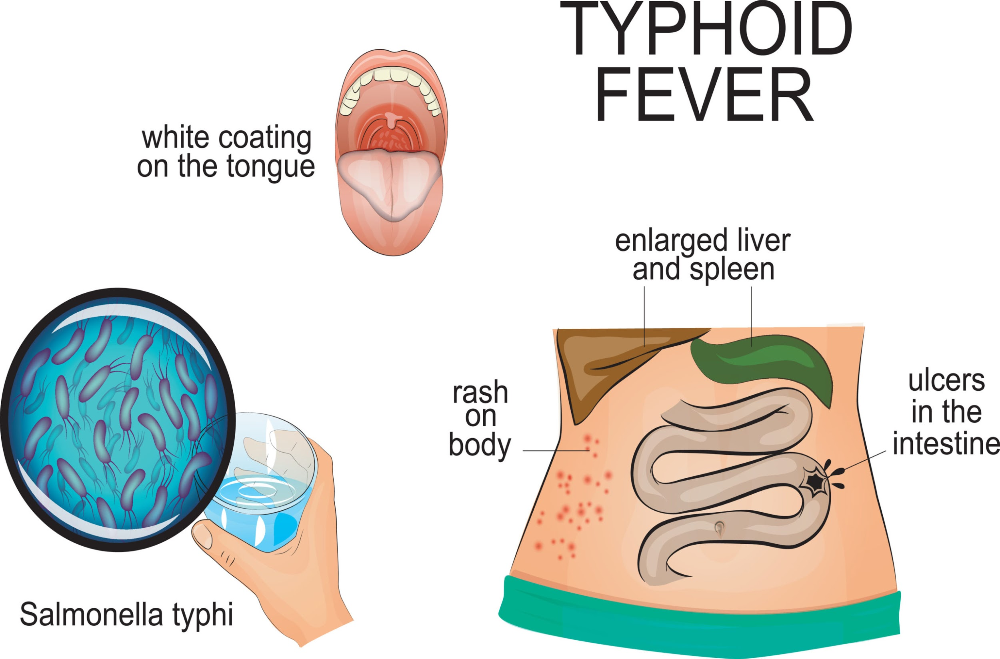 TYPHOID
FEVER
white coating
on the tongue
enlarged liver
and spleen
rash
on
body
ulcers
in the
intestine
Salmonella typhi